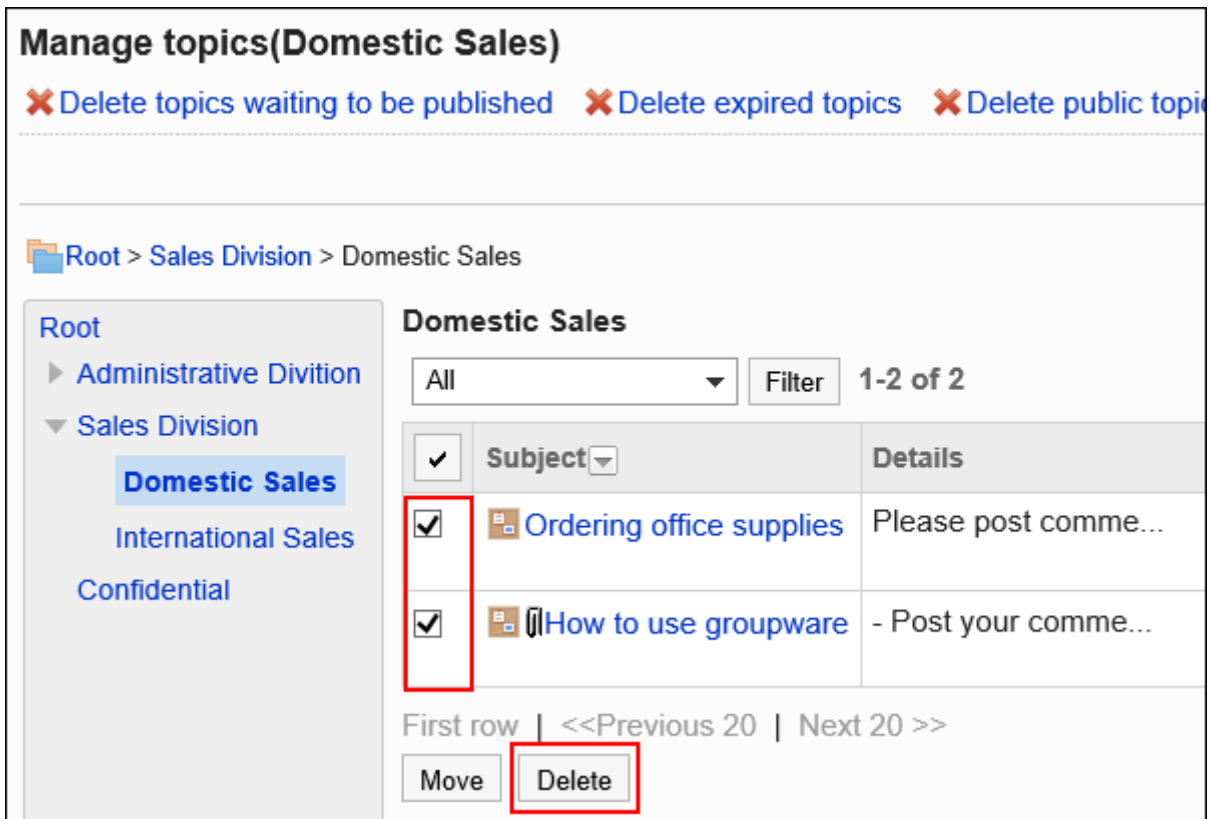 Manage topics(Domestic Sales)
Delete topics waiting to be published Delete expired topics Delete public topi
Root > Sales Division > Domestic Sales
Root
Administrative Divition
Sales Division
Domestic Sales
International Sales
Confidential
Domestic Sales
All Filter 1-2 of 2
Subject Details
Ordering office supplies Please post comme...
How to use groupware - Post your comme...
First row | <<Previous 20 | Next 20 >>
Move Delete